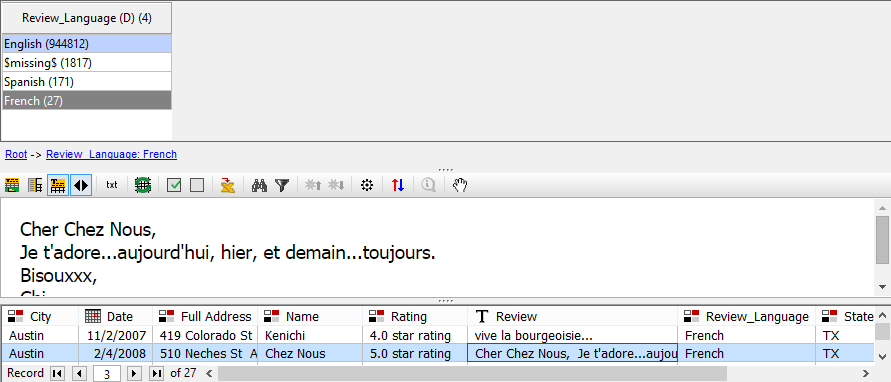 Review_Language (D) (4)
English (944812)
$missing$ (1817)
Spanish (171)
French (27)
Root -> Review_Language: French
txt
Cher Chez Nous,
Je t'adore...aujourd'hui, hier, et demain...toujours.
Bisouxxx,
City Date Full Address Name Rating Review Review_Language State
Austin 11/2/2007 419 Colorado St Kenichi 4.0 star rating vive la bourgeoisie... French TX
Austin 2/4/2008 510 Neches St A Chez Nous 5.0 star rating Cher Chez Nous, Je t'adore...aujou French TX
Record 3 of 27